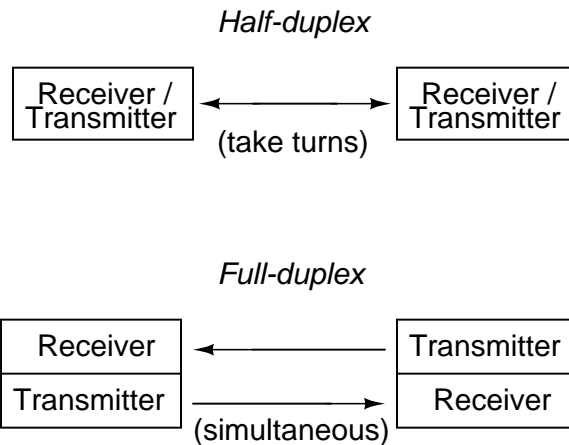 Half-duplex
Receiver /
Transmitter
Receiver /
Transmitter
(take turns)
Full-duplex
Receiver
Transmitter
Transmitter
Receiver
(simultaneous)